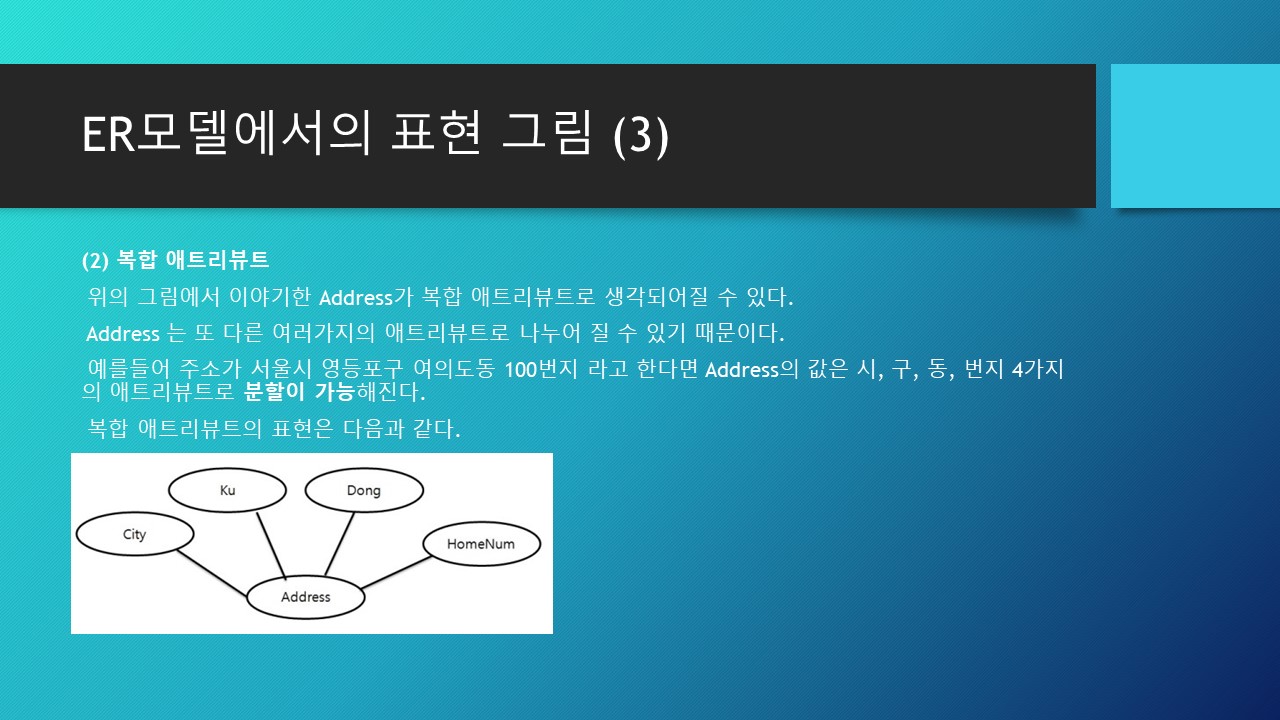 ER모델에서의 표현 그림 (3)
(2) 복합 애트리뷰트
위의 그림에서 이야기한 Address가 복합 애트리뷰트로 생각되어질 수 있다.
Address 는 또 다른 여러가지의 애트리뷰트로 나누어 질 수 있기 때문이다.
예를들어 주소가 서울시 영등포구 여의도동 100번지 라고 한다면 Address의 값은 시, 구, 동, 번지 4가지
의 애트리뷰트로 분할이 가능해진다.
복합 애트리뷰트의 표현은 다음과 같다.
Ku
Dong
City
HomeNum
Address